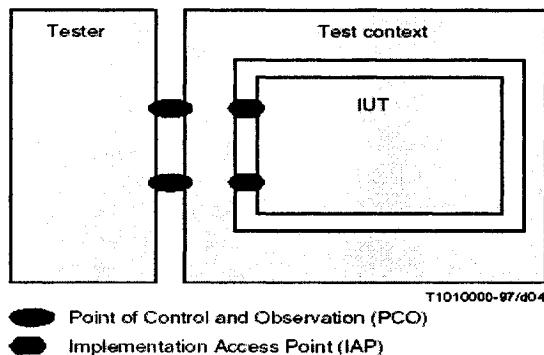 Tester
Test context
IUT
T1010000-97/d04
Point of Control and Observation (PCO)
Implementation Access Point (IAP)